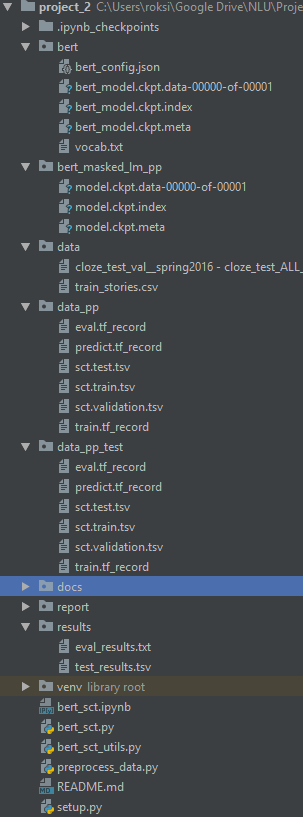 project_2 C:\Users\roksi\Google Drive\NLU\Proje
.ipynb_checkpoints
bert
bert_config.json
bert_model.ckpt.data-00000-of-00001
bert_model.ckpt.index
bert_model.ckpt.meta
vocab.txt
bert_masked_lm_pp
model.ckpt.data-00000-of-00001
model.ckpt.index
model.ckpt.meta
data
cloze_test_val__spring2016 - cloze_test_ALL_
train_stories.csv
data_pp
eval.tf_record
predict.tf_record
sct.test.tsv
sct.train.tsv
sct.validation.tsv
train.tf_record
data_pp_test
eval.tf_record
predict.tf_record
sct.test.tsv
sct.train.tsv
sct.validation.tsv
train.tf_record
docs
report
results
eval_results.txt
test_results.tsv
venv library root
bert_sct.ipynb
bert_sct.py
bert_sct_utils.py
preprocess_data.py
README.md
setup.py